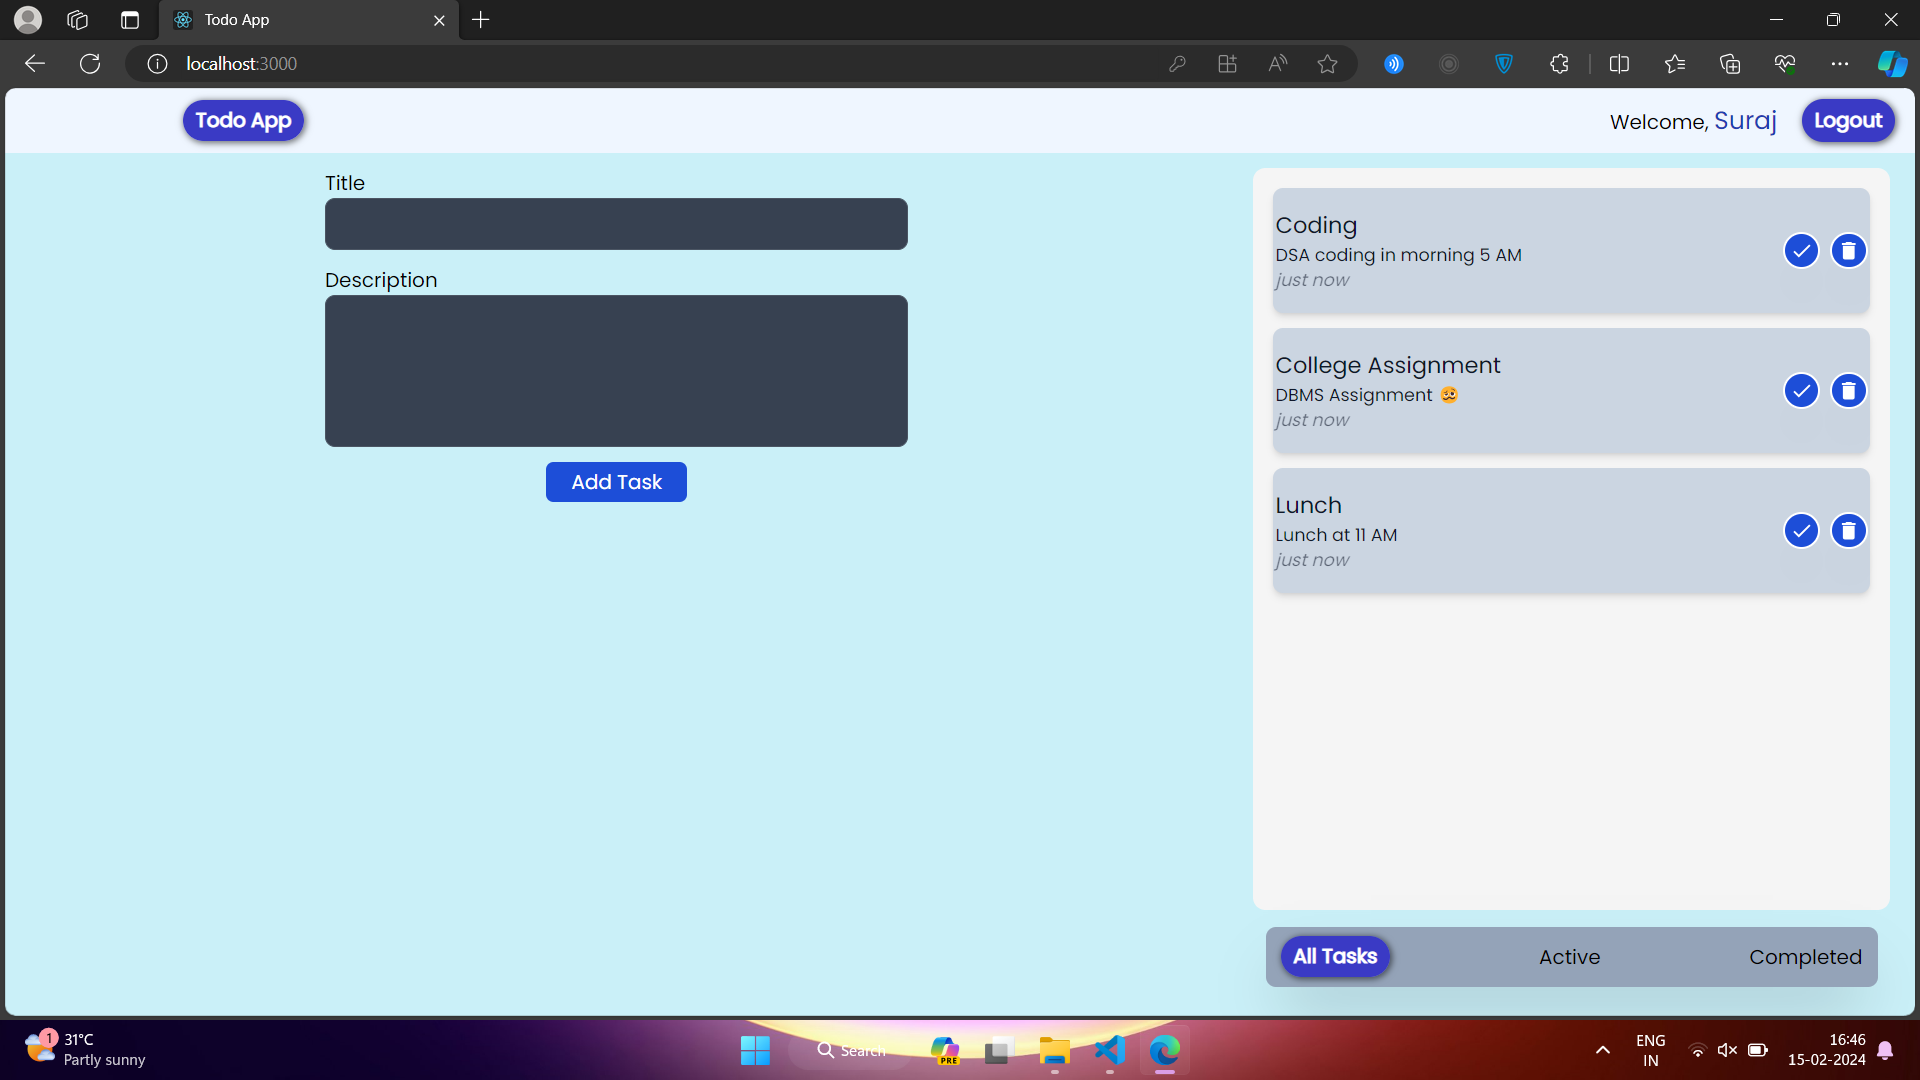 Todo App
localhost:3000
Todo App
Welcome, Suraj
Logout
Title
Description
Add Task
Coding
DSA coding in morning 5 AM
just now
College Assignment
DBMS Assignment 🥴
just now
Lunch
Lunch at 11 AM
just now
All Tasks
Active
Completed
1
31°C
Partly sunny
Search
PRE
ENG
IN
16:46
15-02-2024